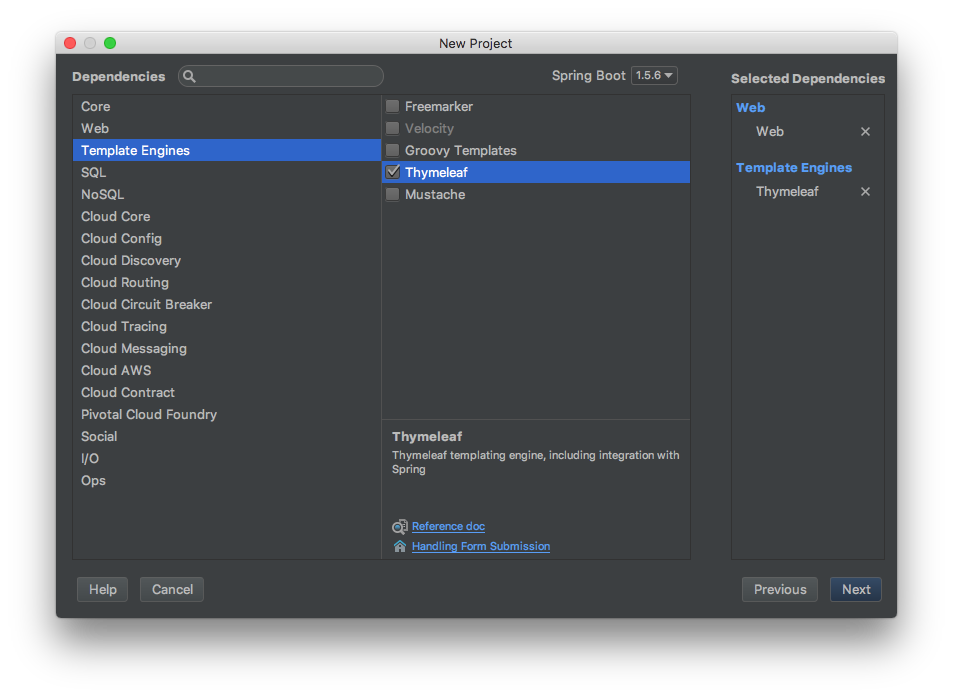 New Project
Dependencies
Spring Boot 1.5.6
Selected Dependencies
Core
Web
Template Engines
SQL
NoSQL
Cloud Core
Cloud Config
Cloud Discovery
Cloud Routing
Cloud Circuit Breaker
Cloud Tracing
Cloud Messaging
Cloud AWS
Cloud Contract
Pivotal Cloud Foundry
Social
I/O
Ops
Freemarker
Velocity
Groovy Templates
Thymeleaf
Mustache
Thymeleaf
Thymeleaf templating engine, including integration with
Spring
Reference doc
Handling Form Submission
Web
Web
Template Engines
Thymeleaf
Help
Cancel
Previous
Next